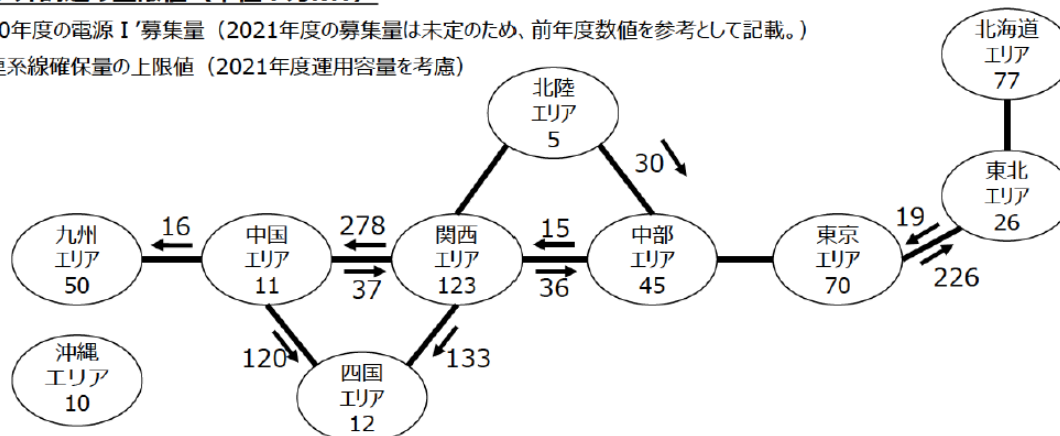 0年度の電源Ⅰ’募集量（2021年度の募集量は未定のため、前年度数値を参考として記載。）
連系線確保量の上限値（2021年度運用容量を考慮）
北海道
エリア
77
北陸
エリア
5
30
東北
エリア
26
19
226
九州
エリア
50
16
中国
エリア
11
278
37
関西
エリア
123
15
36
中部
エリア
45
東京
エリア
70
120
133
四国
エリア
12
沖縄
エリア
10